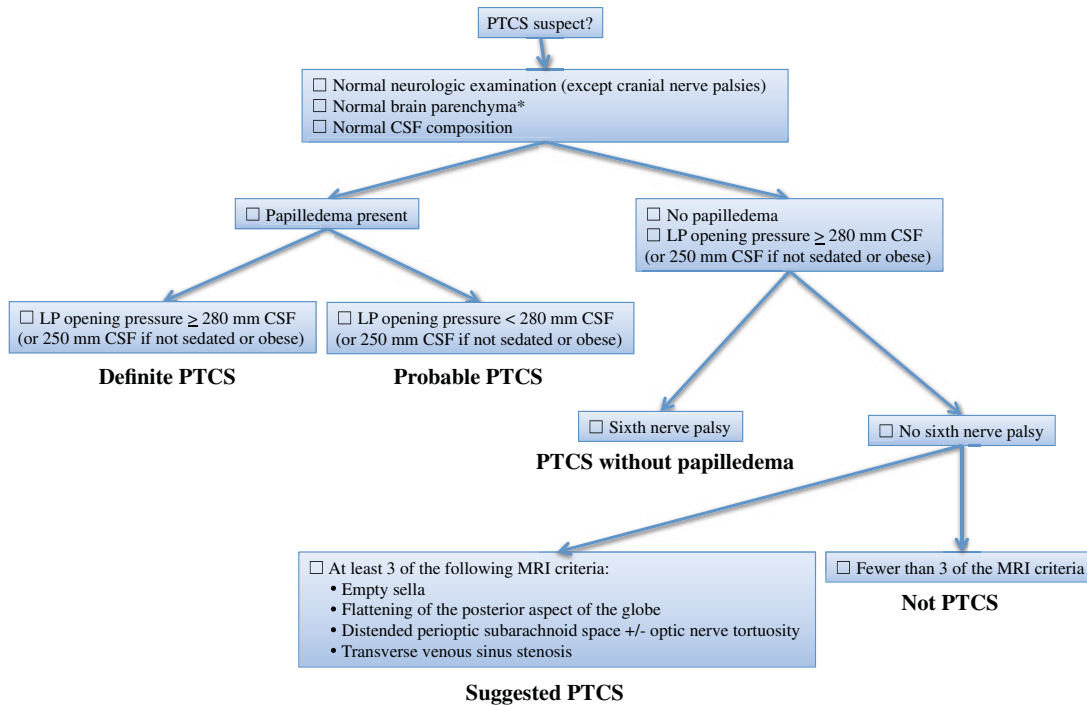 PTCS suspect?
☐ Normal neurologic examination (except cranial nerve palsies)
☐ Normal brain parenchyma*
☐ Normal CSF composition
☐ Papilledema present
☐ No papilledema
☐ LP opening pressure ≥ 280 mm CSF
(or 250 mm CSF if not sedated or obese)
☐ LP opening pressure ≥ 280 mm CSF
(or 250 mm CSF if not sedated or obese)
Definite PTCS
☐ LP opening pressure < 280 mm CSF
(or 250 mm CSF if not sedated or obese)
Probable PTCS
☐ Sixth nerve palsy
PTCS without papilledema
☐ No sixth nerve palsy
☐ At least 3 of the following MRI criteria:
• Empty sella
• Flattening of the posterior aspect of the globe
• Distended perioptic subarachnoid space +/- optic nerve tortuosity
• Transverse venous sinus stenosis
Suggested PTCS
☐ Fewer than 3 of the MRI criteria
Not PTCS